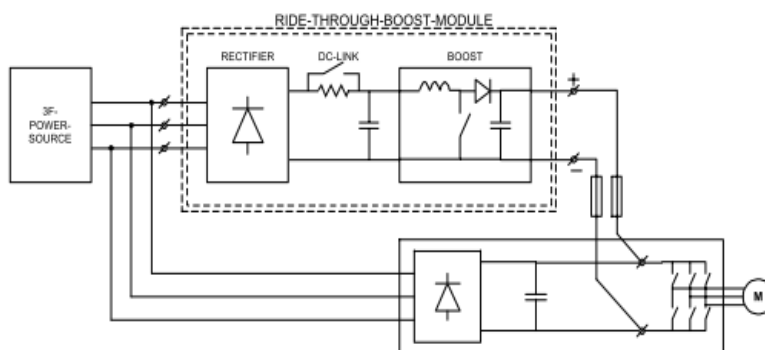 RIDE-THROUGH-BOOST-MODULE
RECTIFIER
DC-LINK
BOOST
3F-
POWER-
SOURCE
+
−
M